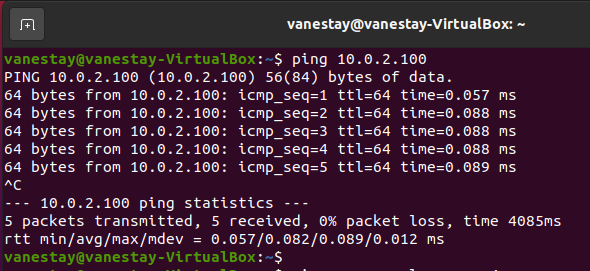 vanestay@vanestay-VirtualBox: ~
vanestay@vanestay-VirtualBox:~$ ping 10.0.2.100
PING 10.0.2.100 (10.0.2.100) 56(84) bytes of data.
64 bytes from 10.0.2.100: icmp_seq=1 ttl=64 time=0.057 ms
64 bytes from 10.0.2.100: icmp_seq=2 ttl=64 time=0.088 ms
64 bytes from 10.0.2.100: icmp_seq=3 ttl=64 time=0.088 ms
64 bytes from 10.0.2.100: icmp_seq=4 ttl=64 time=0.088 ms
64 bytes from 10.0.2.100: icmp_seq=5 ttl=64 time=0.089 ms
^C
--- 10.0.2.100 ping statistics ---
5 packets transmitted, 5 received, 0% packet loss, time 4085ms
rtt min/avg/max/mdev = 0.057/0.082/0.089/0.012 ms
vanestay@vanestay-VirtualBox:~$